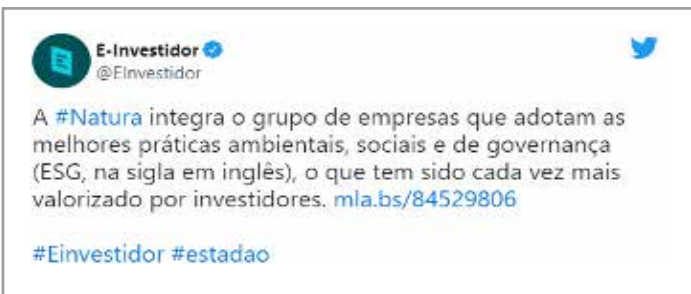 E-Investidor
@EInvestidor
A #Natura integra o grupo de empresas que adotam as
melhores práticas ambientais, sociais e de governança
(ESG, na sigla em inglês), o que tem sido cada vez mais
valorizado por investidores. mla.bs/84529806
#Einvestidor #estadao